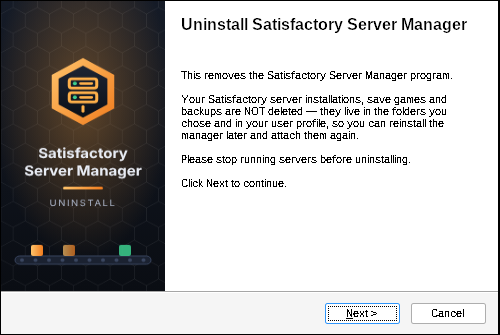 Uninstall Satisfactory Server Manager
This removes the Satisfactory Server Manager program.
Your Satisfactory server installations, save games and
backups are NOT deleted — they live in the folders you
chose and in your user profile, so you can reinstall the
manager later and attach them again.
Please stop running servers before uninstalling.
Click Next to continue.
Satisfactory
Server Manager
UNINSTALL
Next >
Cancel